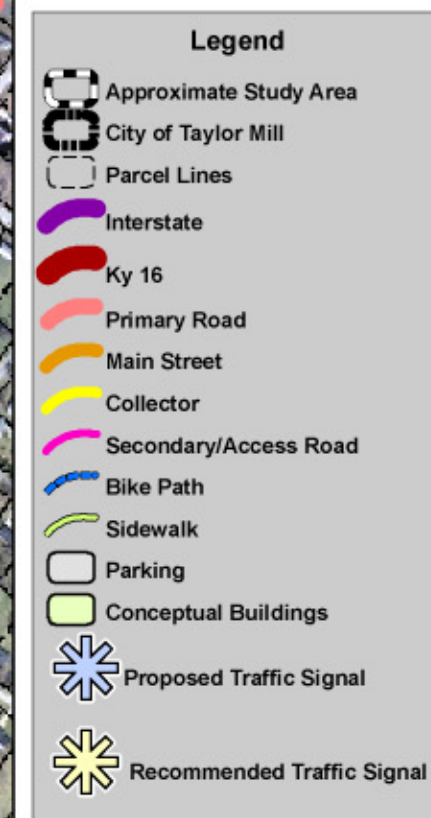 Legend
Approximate Study Area
City of Taylor Mill
Parcel Lines
Interstate
Ky 16
Primary Road
Main Street
Collector
Secondary/Access Road
Bike Path
Sidewalk
Parking
Conceptual Buildings
Proposed Traffic Signal
Recommended Traffic Signal